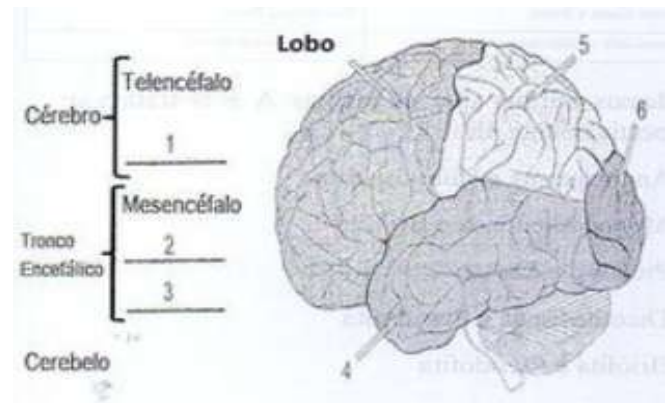 Lobo
5
6
Telencéfalo
Cérebro
1
Mesencéfalo
2
Tronco
Encefálico
3
Cerebelo
4